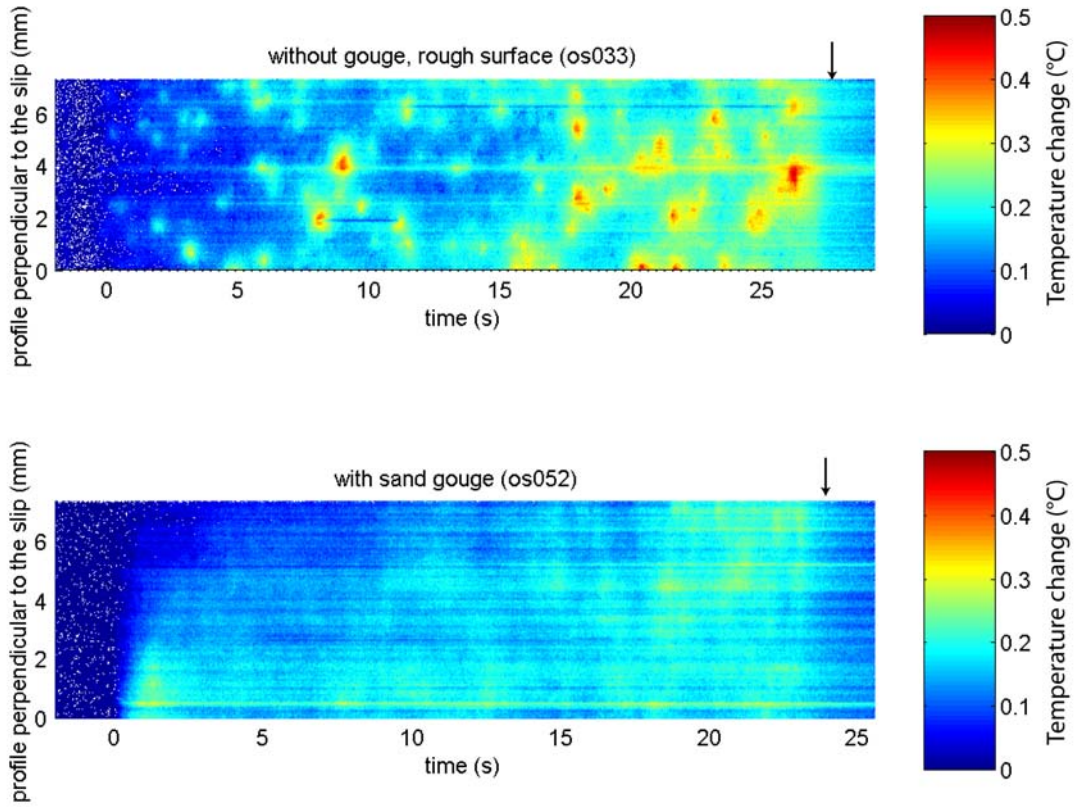 without gouge, rough surface (os033)
profile perpendicular to the slip (mm)
6
4
2
0
0 5 10 15 20 25
time (s)
0.5
0.4
0.3
0.2
0.1
0
Temperature change (°C)
with sand gouge (os052)
profile perpendicular to the slip (mm)
6
4
2
0
0 5 10 15 20 25
time (s)
0.5
0.4
0.3
0.2
0.1
0
Temperature change (°C)